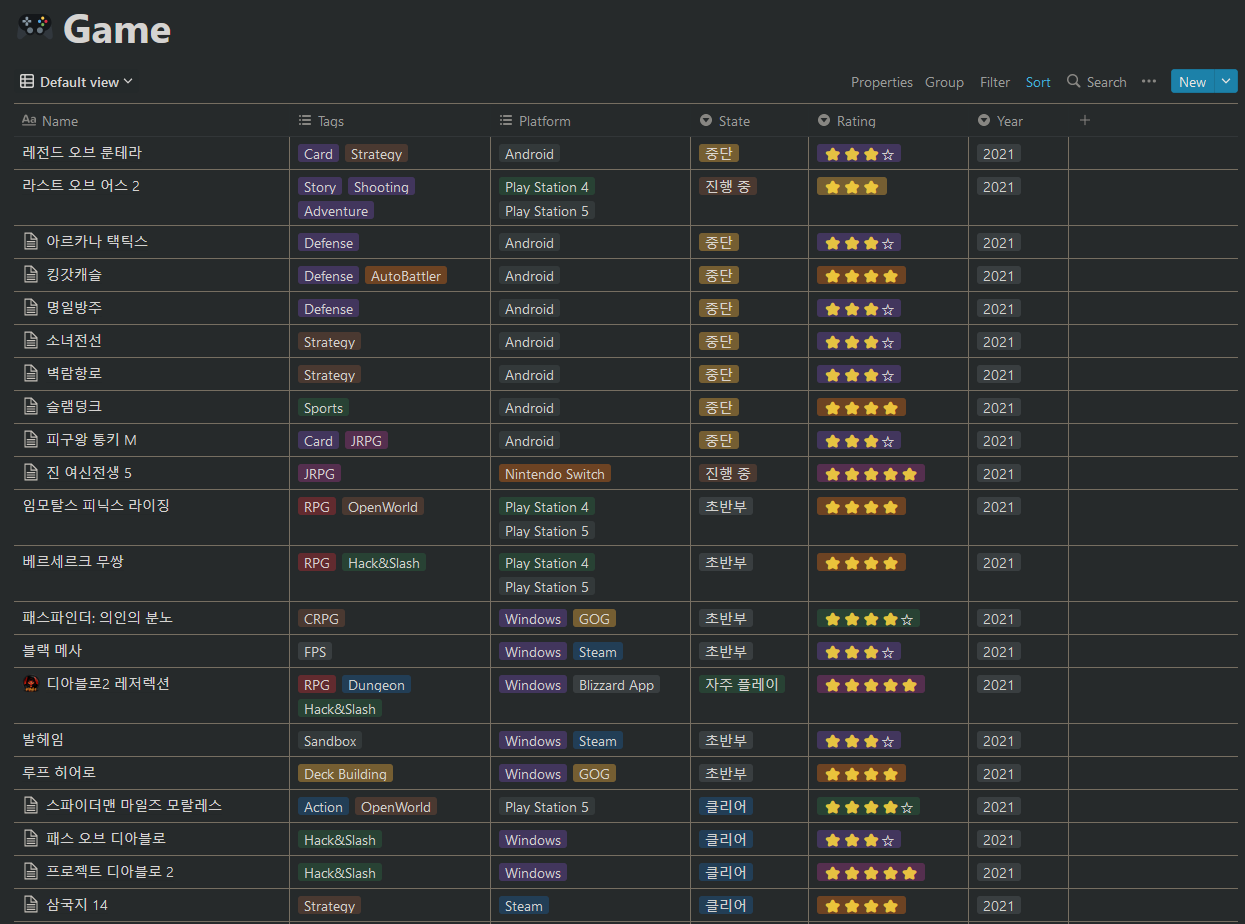 Game
Default view Properties Group Filter Sort Search New
Aa Name Tags Platform State Rating Year
레전드 오브 룬테라 Card Strategy Android 중단 2021
라스트 오브 어스 2 Story Shooting Play Station 4 진행 중 2021
Adventure Play Station 5
아르카나 택틱스 Defense Android 중단 2021
킹갓캐슬 Defense AutoBattler Android 중단 2021
명일방주 Defense Android 중단 2021
소녀전선 Strategy Android 중단 2021
벽람항로 Strategy Android 중단 2021
슬램덩크 Sports Android 중단 2021
피구왕 통키 M Card JRPG Android 중단 2021
진 여신전생 5 JRPG Nintendo Switch 진행 중 2021
임모탈스 피닉스 라이징 RPG OpenWorld Play Station 4 초반부 2021
Play Station 5
베르세르크 무쌍 RPG Hack&Slash Play Station 4 초반부 2021
Play Station 5
패스파인더: 의인의 분노 CRPG Windows GOG 초반부 2021
블랙 메사 FPS Windows Steam 초반부 2021
디아블로2 레저렉션 RPG Dungeon Windows Blizzard App 자주 플레이 2021
Hack&Slash
발헤임 Sandbox Windows Steam 초반부 2021
루프 히어로 Deck Building Windows GOG 초반부 2021
스파이더맨 마일즈 모랄레스 Action OpenWorld Play Station 5 클리어 2021
패스 오브 디아블로 Hack&Slash Windows 클리어 2021
프로젝트 디아블로 2 Hack&Slash Windows 클리어 2021
삼국지 14 Strategy Steam 클리어 2021